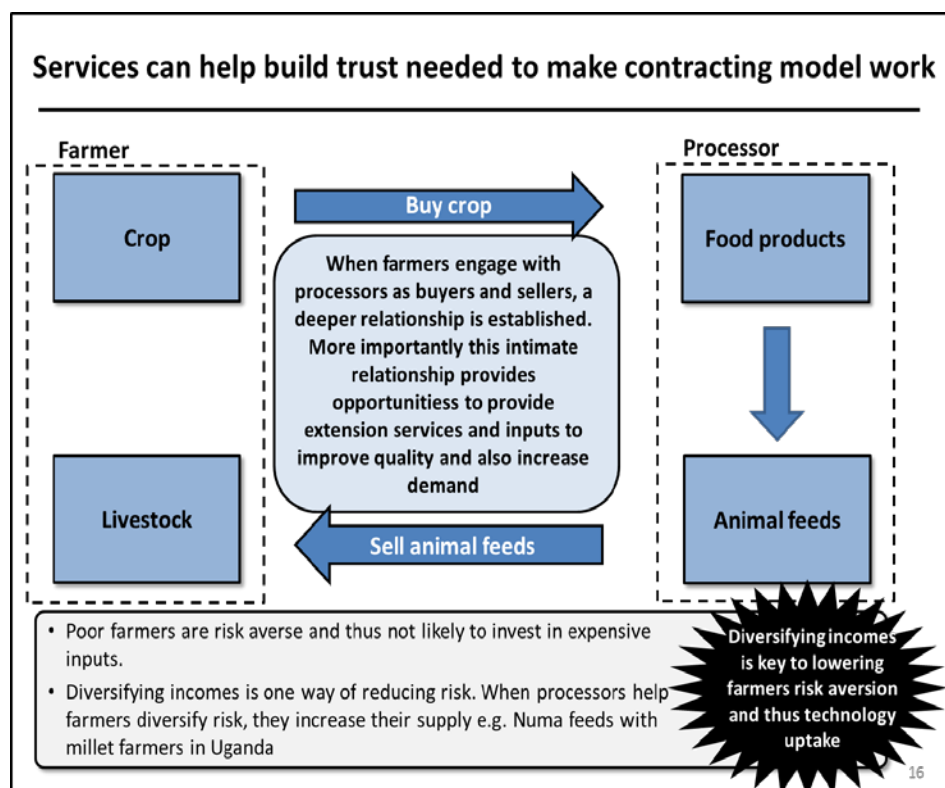 Services can help build trust needed to make contracting model work
Farmer
Processor
Crop
Buy crop
Food products
When farmers engage with
processors as buyers and sellers, a
deeper relationship is established.
More importantly this intimate
relationship provides
opportunitiess to provide
extension services and inputs to
improve quality and also increase
demand
Livestock
Sell animal feeds
Animal feeds
• Poor farmers are risk averse and thus not likely to invest in expensive
inputs.
• Diversifying incomes is one way of reducing risk. When processors help
farmers diversify risk, they increase their supply e.g. Numa feeds with
millet farmers in Uganda
Diversifying incomes
is key to lowering
farmers risk aversion
and thus technology
uptake
16